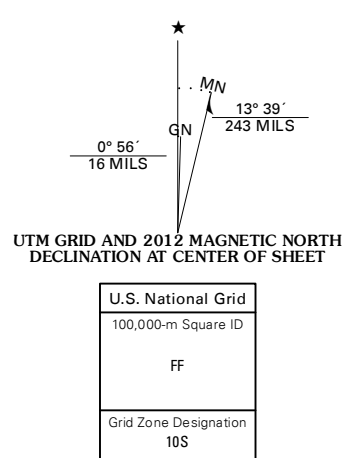 ★
MN
GN
13° 39´
243 MILS
0° 56´
16 MILS
UTM GRID AND 2012 MAGNETIC NORTH
DECLINATION AT CENTER OF SHEET
U.S. National Grid
100,000-m Square ID
FF
Grid Zone Designation
10S